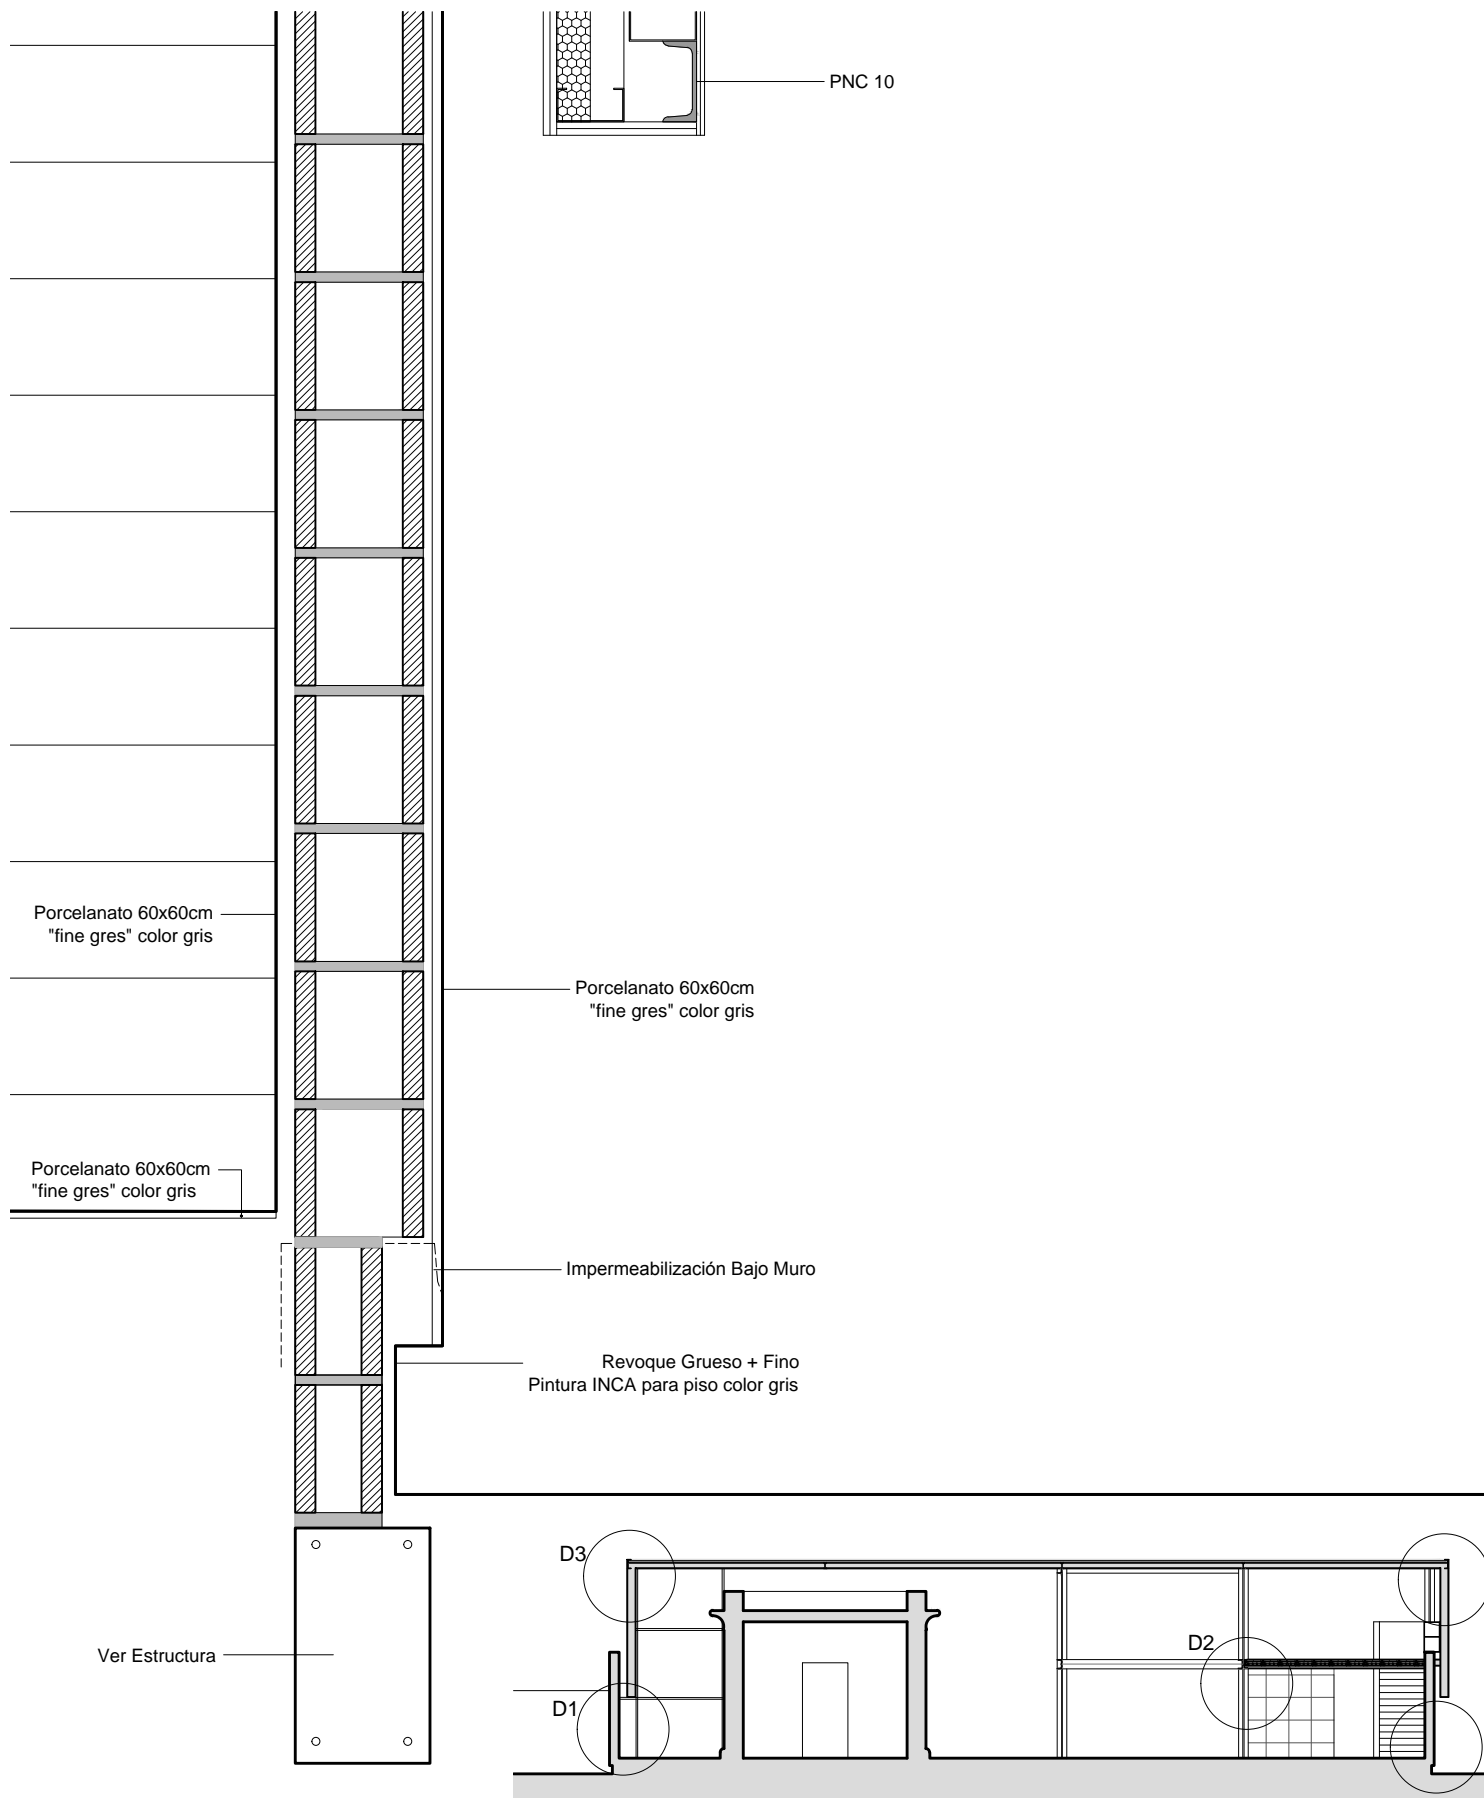 PNC 10
Porcelanato 60x60cm
"fine gres" color gris
Porcelanato 60x60cm
"fine gres" color gris
Porcelanato 60x60cm
"fine gres" color gris
Impermeabilización Bajo Muro
Revoque Grueso + Fino
Pintura INCA para piso color gris
D3
D2
Ver Estructura
D1